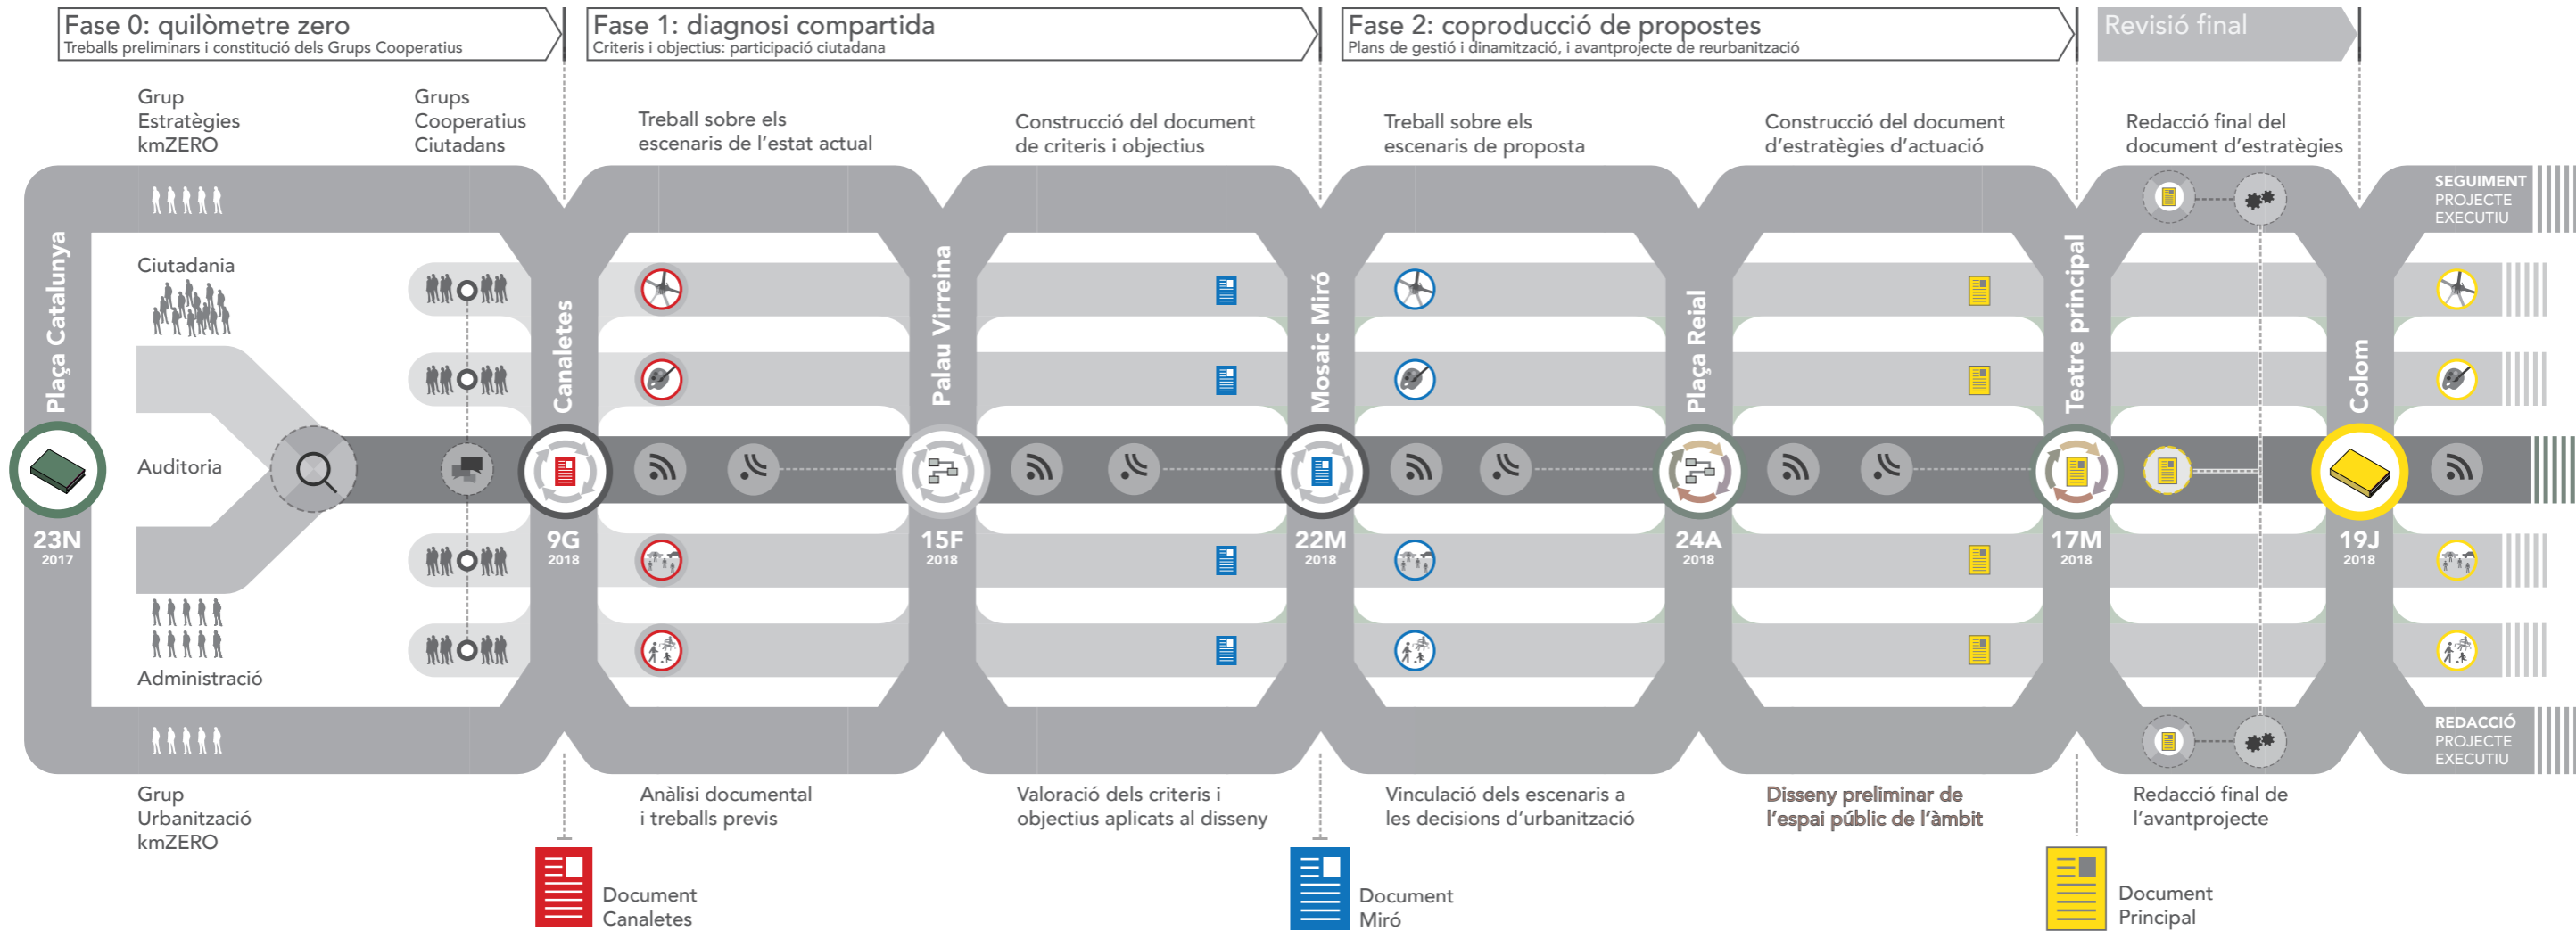 Fase 0: quilòmetre zero
Treballs preliminars i constitució dels Grups Cooperatius
Fase 1: diagnosi compartida
Criteris i objectius: participació ciutadana
Fase 2: coproducció de propostes
Plans de gestió i dinamització, i avantprojecte de reurbanització
Revisió final
Grup
Estratègies
kmZERO
Grups
Cooperatius
Ciutadans
Treball sobre els
escenaris de l'estat actual
Construcció del document
de criteris i objectius
Treball sobre els
escenaris de proposta
Construcció del document
d'estratègies d'actuació
Redacció final del
document d'estratègies
SEGUIMENT
PROJECTE
EXECUTIU
Ciutadania
Auditoria
Administració
Plaça Catalunya
23N
2017
Canaletes
9G
2018
Palau Virreina
15F
2018
Mosaic Miró
22M
2018
Plaça Reial
24A
2018
Teatre principal
17M
2018
Colom
19J
2018
REDACCIÓ
PROJECTE
EXECUTIU
Grup
Urbanització
kmZERO
Anàlisi documental
i treballs previs
Valoració dels criteris i
objectius aplicats al disseny
Vinculació dels escenaris a
les decisions d'urbanització
Disseny preliminar de
l'espai públic de l'àmbit
Redacció final de
l'avantprojecte
Document
Canaletes
Document
Miró
Document
Principal